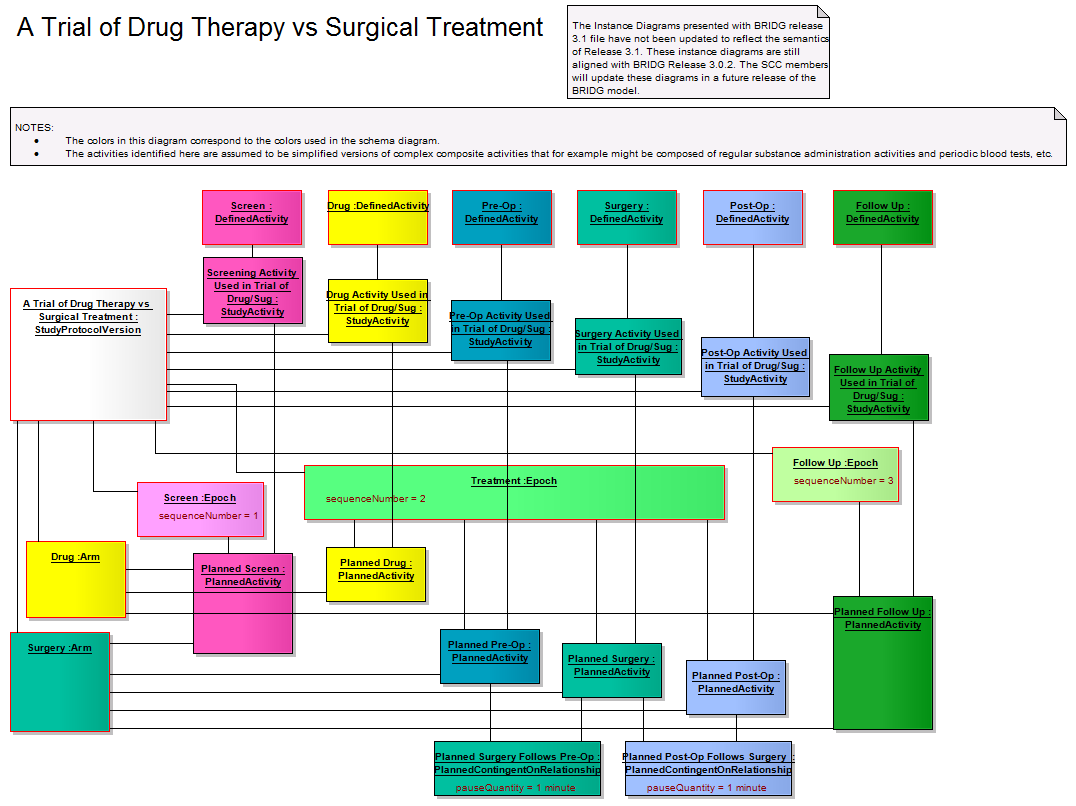 A Trial of Drug Therapy vs Surgical Treatment
The Instance Diagrams presented with BRIDG release
3.1 file have not been updated to reflect the semantics
of Release 3.1. These instance diagrams are still
aligned with BRIDG Release 3.0.2. The SCC members
will update these diagrams in a future release of the
BRIDG model.
NOTES:
• The colors in this diagram correspond to the colors used in the schema diagram.
• The activities identified here are assumed to be simplified versions of complex composite activities that for example might be composed of regular substance administration activities and periodic blood tests, etc.
Screen :
DefinedActivity
Drug :DefinedActivity
Pre-Op :
DefinedActivity
Surgery :
DefinedActivity
Post-Op :
DefinedActivity
Follow Up :
DefinedActivity
Screening Activity
Used in Trial of
Drug/Sug :
StudyActivity
Drug Activity Used in
Trial of Drug/Sug :
StudyActivity
Pre-Op Activity Used
in Trial of Drug/Sug :
StudyActivity
Surgery Activity Used
in Trial of Drug/Sug :
StudyActivity
Post-Op Activity Used
in Trial of Drug/Sug :
StudyActivity
Follow Up Activity
Used in Trial of
Drug/Sug :
StudyActivity
A Trial of Drug Therapy vs
Surgical Treatment :
StudyProtocolVersion
Screen :Epoch
sequenceNumber = 1
Treatment :Epoch
sequenceNumber = 2
Follow Up :Epoch
sequenceNumber = 3
Drug :Arm
Planned Screen :
PlannedActivity
Planned Drug :
PlannedActivity
Planned Follow Up :
PlannedActivity
Surgery :Arm
Planned Pre-Op :
PlannedActivity
Planned Surgery :
PlannedActivity
Planned Post-Op :
PlannedActivity
Planned Surgery Follows Pre-Op :
PlannedContingentOnRelationship
pauseQuantity = 1 minute
Planned Post-Op Follows Surgery :
PlannedContingentOnRelationship
pauseQuantity = 1 minute